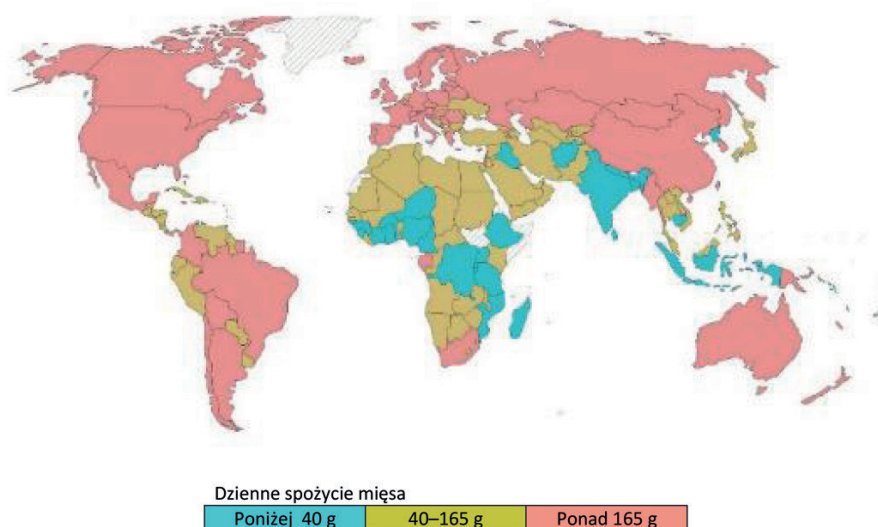 Dzienne spożycie mięsa
Poniżej 40 g 40–165 g Ponad 165 g